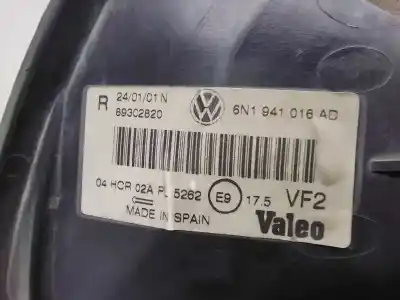 R 24/01/01 N 6N1 941 016 AD
89302820
04 HCR 02A PL 5262 E9 17.5 VF2
MADE IN SPAIN Valeo